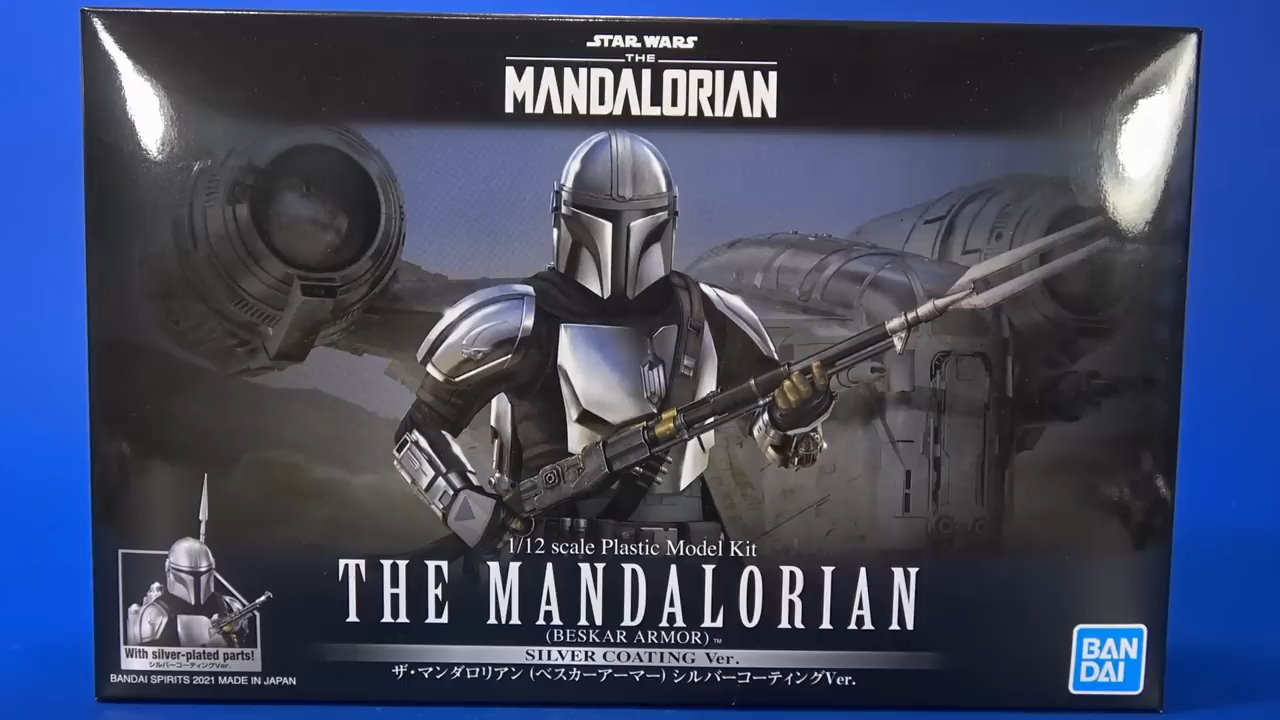 STAR WARS
THE
MANDALORIAN
1/12 scale Plastic Model Kit
THE MANDALORIAN
(BESKAR ARMOR)™
SILVER COATING Ver.
ザ・マンダロリアン (ベスカーアーマー) シルバーコーティングVer.
With silver-plated parts!
シルバーコーティングVer.
BANDAI SPIRITS 2021 MADE IN JAPAN
BAN
DAI